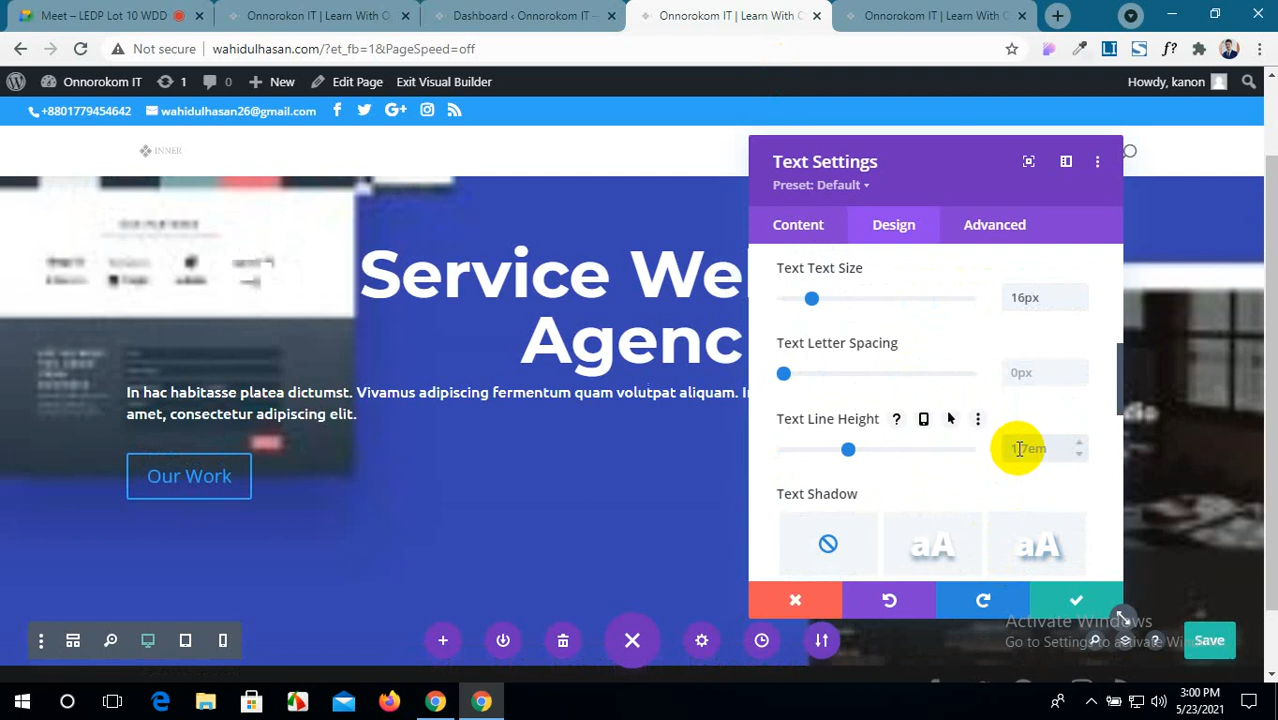 Meet – LEDP Lot 10 WDD
Onnorokon IT | Learn With O
Dashboard ‹ Onnorokom IT —
Onnorokom IT | Learn With O
Onnorokom IT | Learn With O
Not secure
wahidulhasan.com/?et_fb=1&PageSpeed=off
Onnorokom IT
1
0
New
Edit Page
Exit Visual Builder
Howdy, kanon
+8801779454642
wahidulhasan26@gmail.com
INNER
Service We
Agenc
In hac habitasse platea dictumst. Vivamus adipiscing fermentum quam volutpat aliquam. In
amet, consectetur adipiscing elit.
Our Work
Text Settings
Preset: Default
Content
Design
Advanced
Text Text Size
16px
Text Letter Spacing
0px
Text Line Height
1.7em
Text Shadow
aA
aA
Activate Windows
Go to Settings to activate Windows.
Save
3:00 PM
5/23/2021